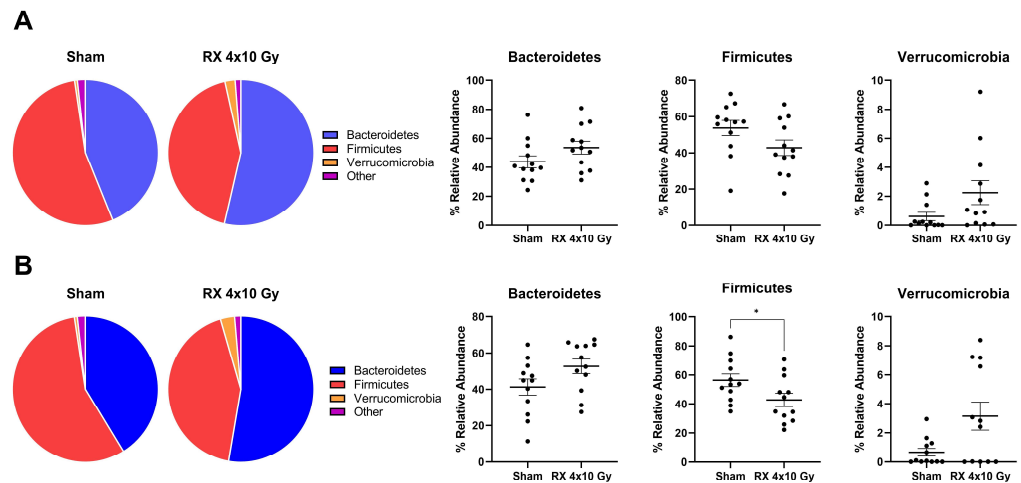 A
Sham
RX 4x10 Gy
Bacteroidetes
Firmicutes
Verrucomicrobia
Other
Bacteroidetes
% Relative Abundance
100
80
60
40
20
0
Sham
RX 4x10 Gy
Firmicutes
% Relative Abundance
80
60
40
20
0
Sham
RX 4x10 Gy
Verrucomicrobia
% Relative Abundance
10
8
6
4
2
0
Sham
RX 4x10 Gy
B
Sham
RX 4x10 Gy
Bacteroidetes
Firmicutes
Verrucomicrobia
Other
Bacteroidetes
% Relative Abundance
80
60
40
20
0
Sham
RX 4x10 Gy
Firmicutes
*
% Relative Abundance
100
80
60
40
20
0
Sham
RX 4x10 Gy
Verrucomicrobia
% Relative Abundance
10
8
6
4
2
0
Sham
RX 4x10 Gy